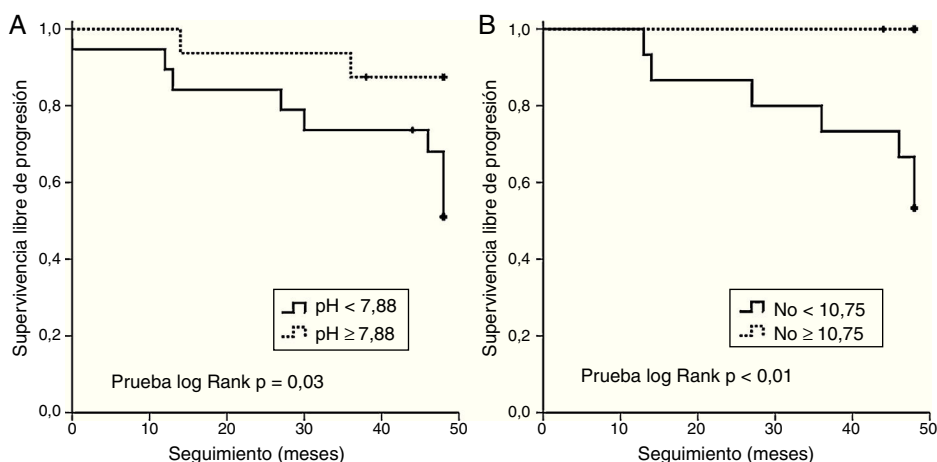 A
Supervivencia libre de progresión
1,0
0,8
0,6
0,4
0,2
0,0
pH < 7,88
pH ≥ 7,88
Prueba log Rank p = 0,03
0 10 20 30 40 50
Seguimiento (meses)
B
Supervivencia libre de progresión
1,0
0,8
0,6
0,4
0,2
0,0
No < 10,75
No ≥ 10,75
Prueba log Rank p < 0,01
0 10 20 30 40 50
Seguimiento (meses)